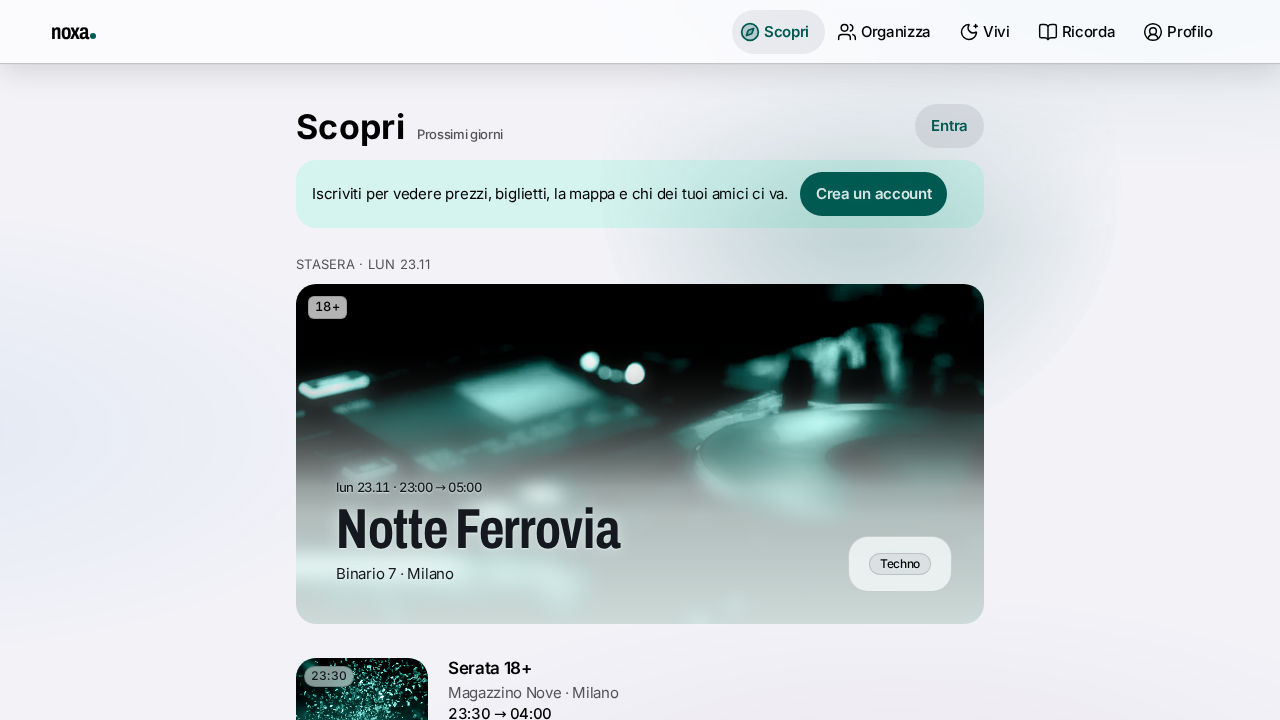 noxa.
Scopri
Organizza
Vivi
Ricorda
Profilo
Scopri
Prossimi giorni
Entra
Iscriviti per vedere prezzi, biglietti, la mappa e chi dei tuoi amici ci va.
Crea un account
STASERA · LUN 23.11
18+
lun 23.11 · 23:00 → 05:00
Notte Ferrovia
Binario 7 · Milano
Techno
23:30
Serata 18+
Magazzino Nove · Milano
23:30 → 04:00